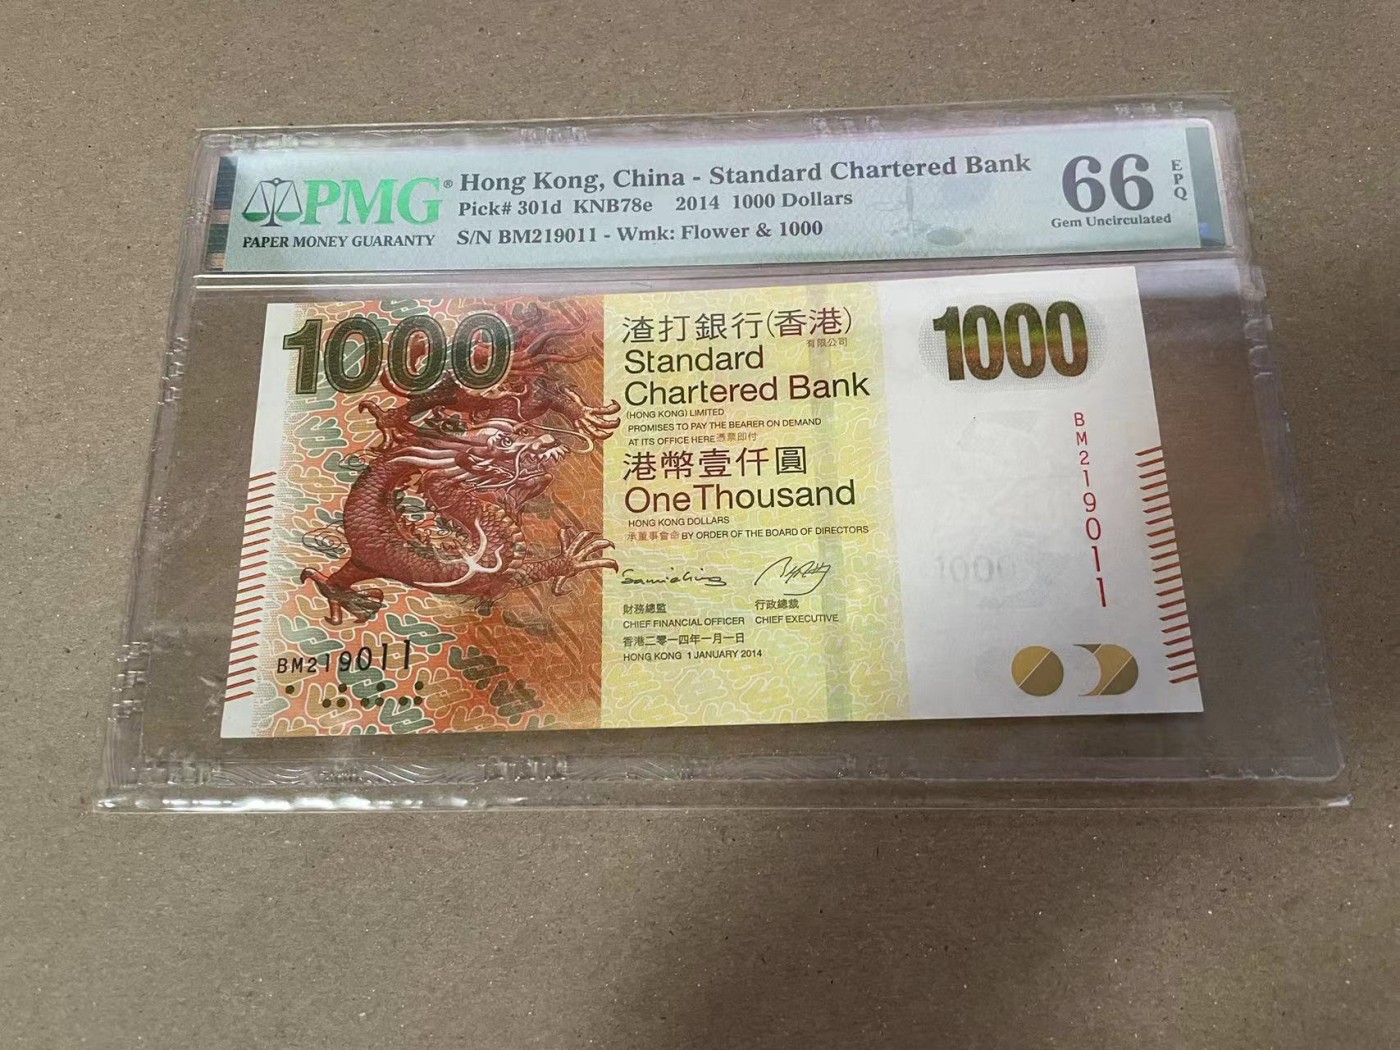 PMG®
PAPER MONEY GUARANTY
Hong Kong, China - Standard Chartered Bank
Pick# 301d KNB78e 2014 1000 Dollars
S/N BM219011 - Wmk: Flower & 1000
66
EPQ
Gem Uncirculated
1000
渣打銀行(香港)
有限公司
Standard
Chartered Bank
(HONG KONG) LIMITED
PROMISES TO PAY THE BEARER ON DEMAND
AT ITS OFFICE HERE 憑票即付
港幣壹仟圓
One Thousand
HONG KONG DOLLARS
承董事會命 BY ORDER OF THE BOARD OF DIRECTORS
財務總監
CHIEF FINANCIAL OFFICER
行政總裁
CHIEF EXECUTIVE
香港二零一四年一月一日
HONG KONG 1 JANUARY 2014
BM219011
1000
BM219011
1000